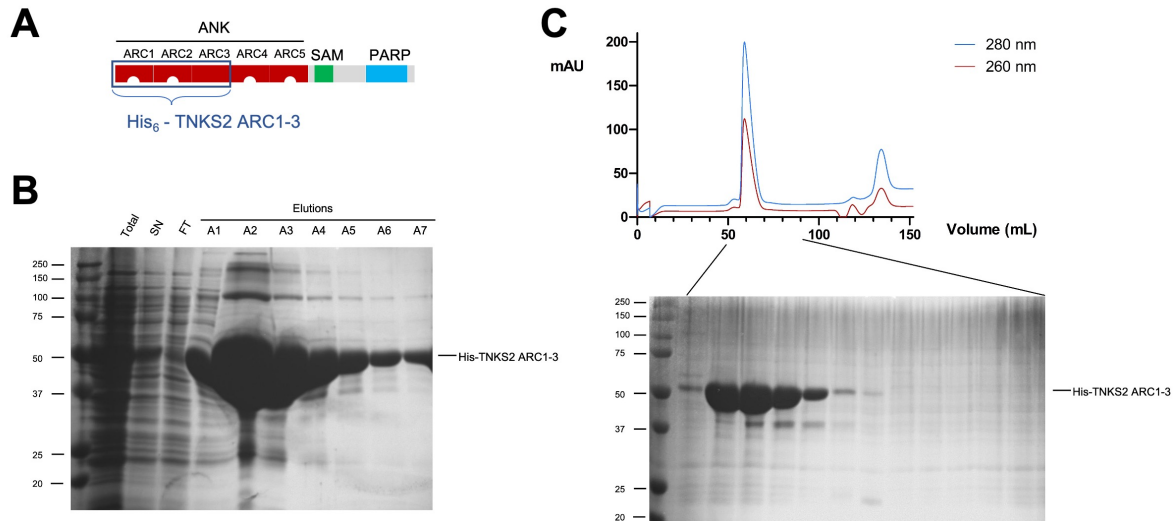 A
ANK
ARC1 ARC2 ARC3 ARC4 ARC5 SAM PARP
His6 - TNKS2 ARC1-3
B
Elutions
Total SN FT A1 A2 A3 A4 A5 A6 A7
250
150
100
75
50
37
25
20
His-TNKS2 ARC1-3
C
mAU
200
150
100
50
0
0 50 100 150
Volume (mL)
280 nm
260 nm
250
150
100
75
50
37
25
20
His-TNKS2 ARC1-3